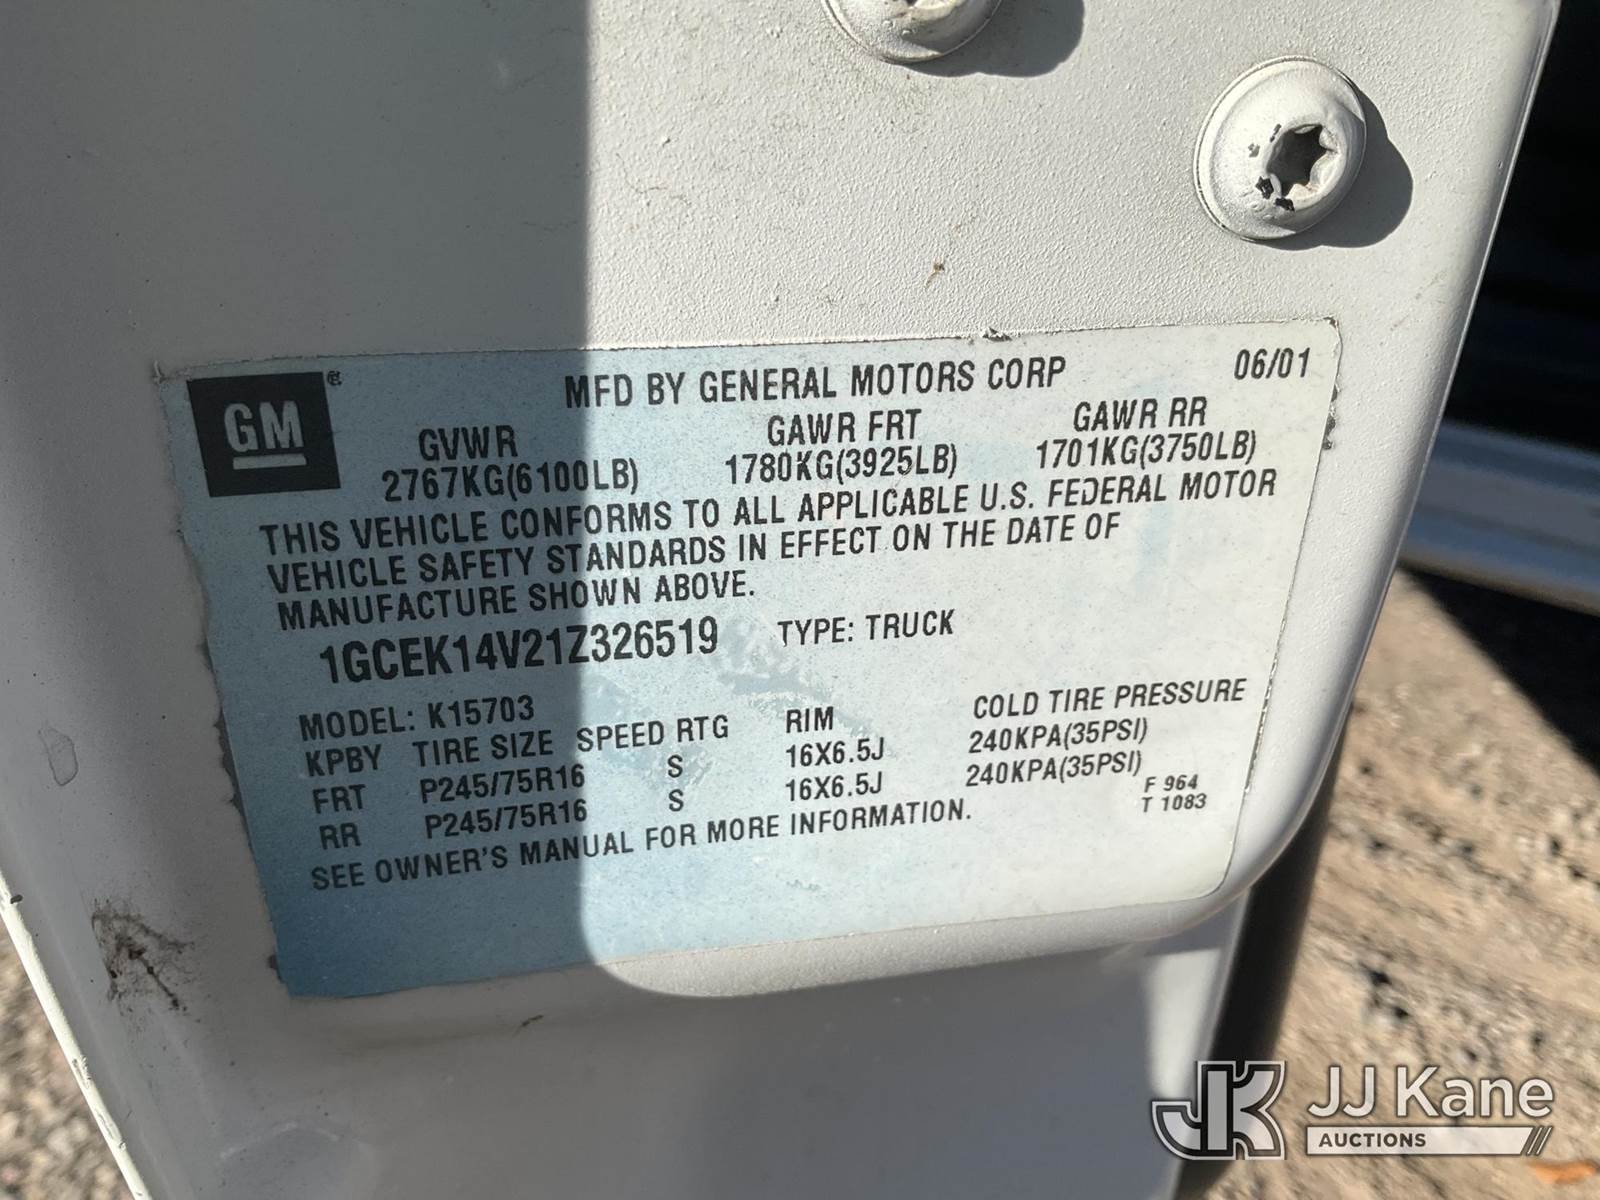 GM
MFD BY GENERAL MOTORS CORP 06/01
GVWR GAWR FRT GAWR RR
2767KG(6100LB) 1780KG(3925LB) 1701KG(3750LB)
THIS VEHICLE CONFORMS TO ALL APPLICABLE U.S. FEDERAL MOTOR
VEHICLE SAFETY STANDARDS IN EFFECT ON THE DATE OF
MANUFACTURE SHOWN ABOVE.
1GCEK14V21Z326519 TYPE: TRUCK
MODEL: K15703
KPBY TIRE SIZE SPEED RTG RIM COLD TIRE PRESSURE
FRT P245/75R16 S 16X6.5J 240KPA(35PSI)
RR P245/75R16 S 16X6.5J 240KPA(35PSI)
SEE OWNER'S MANUAL FOR MORE INFORMATION.
F 964
T 1083
JK JJ Kane
AUCTIONS